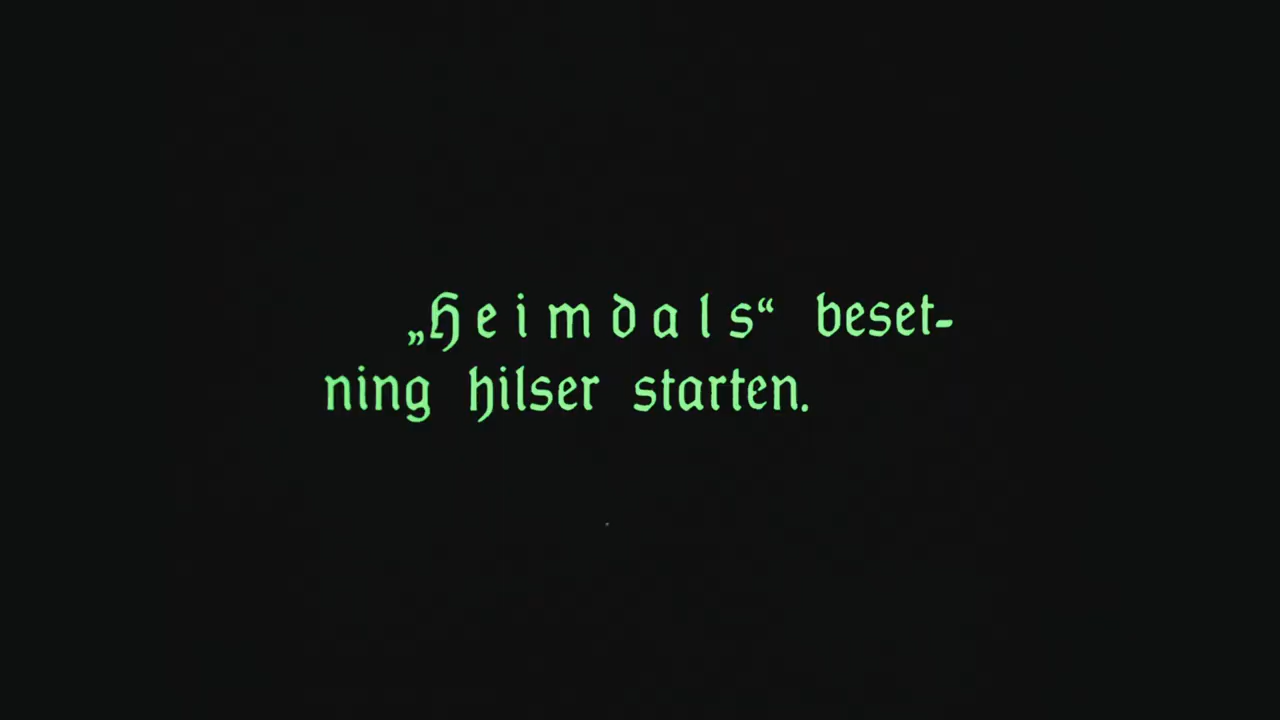 „Heimdals“ beset-
ning hilser starten.